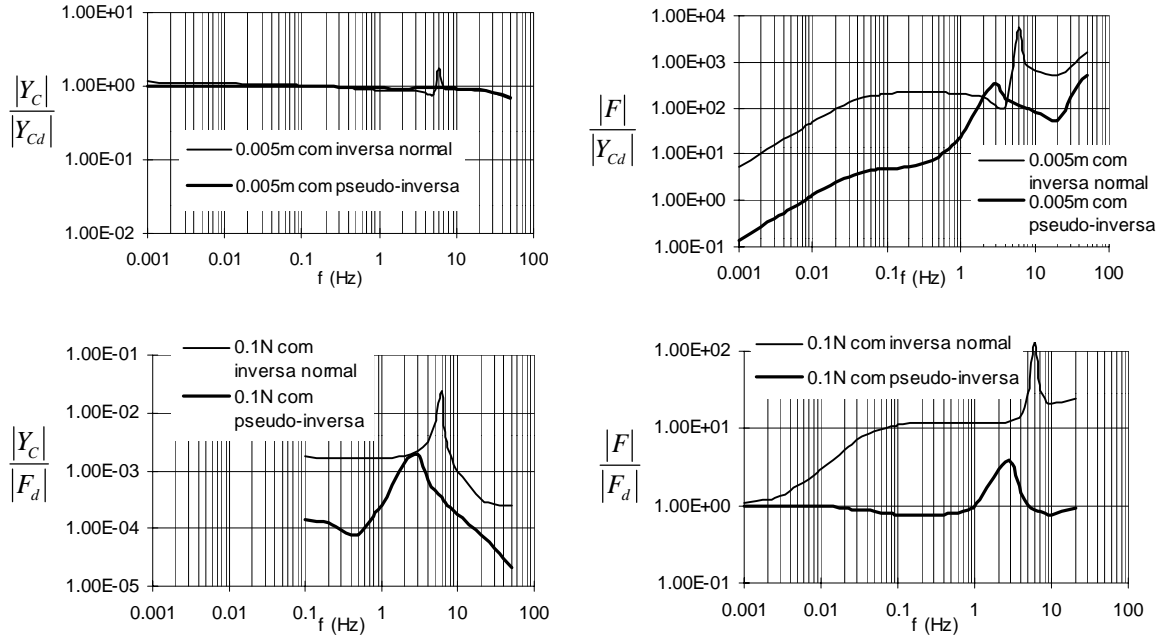 |Y_C|
|Y_Cd|
1.00E+01
1.00E+00
1.00E-01
1.00E-02
0.005m com inversa normal
0.005m com pseudo-inversa
0.001 0.01 0.1 1 10 100
f (Hz)
|F|
|Y_Cd|
1.00E+04
1.00E+03
1.00E+02
1.00E+01
1.00E+00
1.00E-01
0.005m com
inversa normal
0.005m com
pseudo-inversa
0.001 0.01 0.1 1 10 100
f (Hz)
|Y_C|
|F_d|
1.00E-01
1.00E-02
1.00E-03
1.00E-04
1.00E-05
0.1N com
inversa normal
0.1N com
pseudo-inversa
0.001 0.01 0.1 1 10 100
f (Hz)
|F|
|F_d|
1.00E+02
1.00E+01
1.00E+00
1.00E-01
0.1N com inversa normal
0.1N com pseudo-inversa
0.001 0.01 0.1 1 10 100
f (Hz)